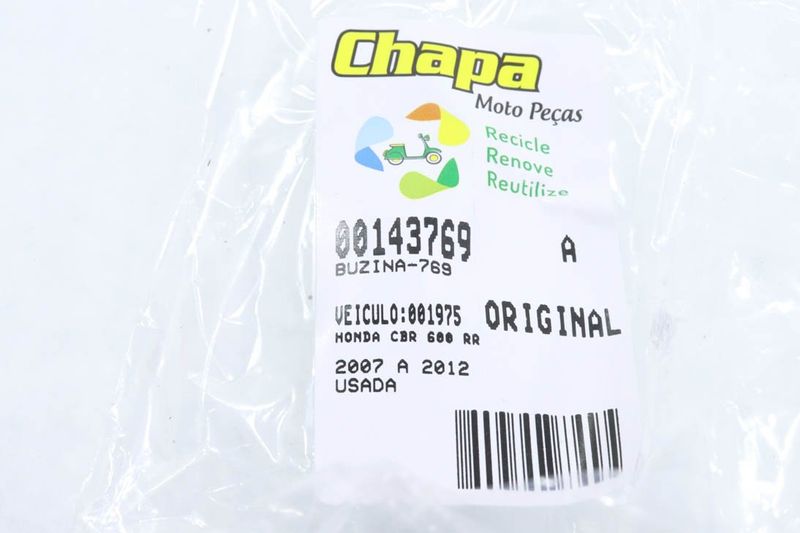 Chapa
Moto Peças
Recicle
Renove
Reutilize
00143769 A
BUZINA-769
VEICULO:001975 ORIGINAL
HONDA CBR 600 RR
2007 A 2012
USADA